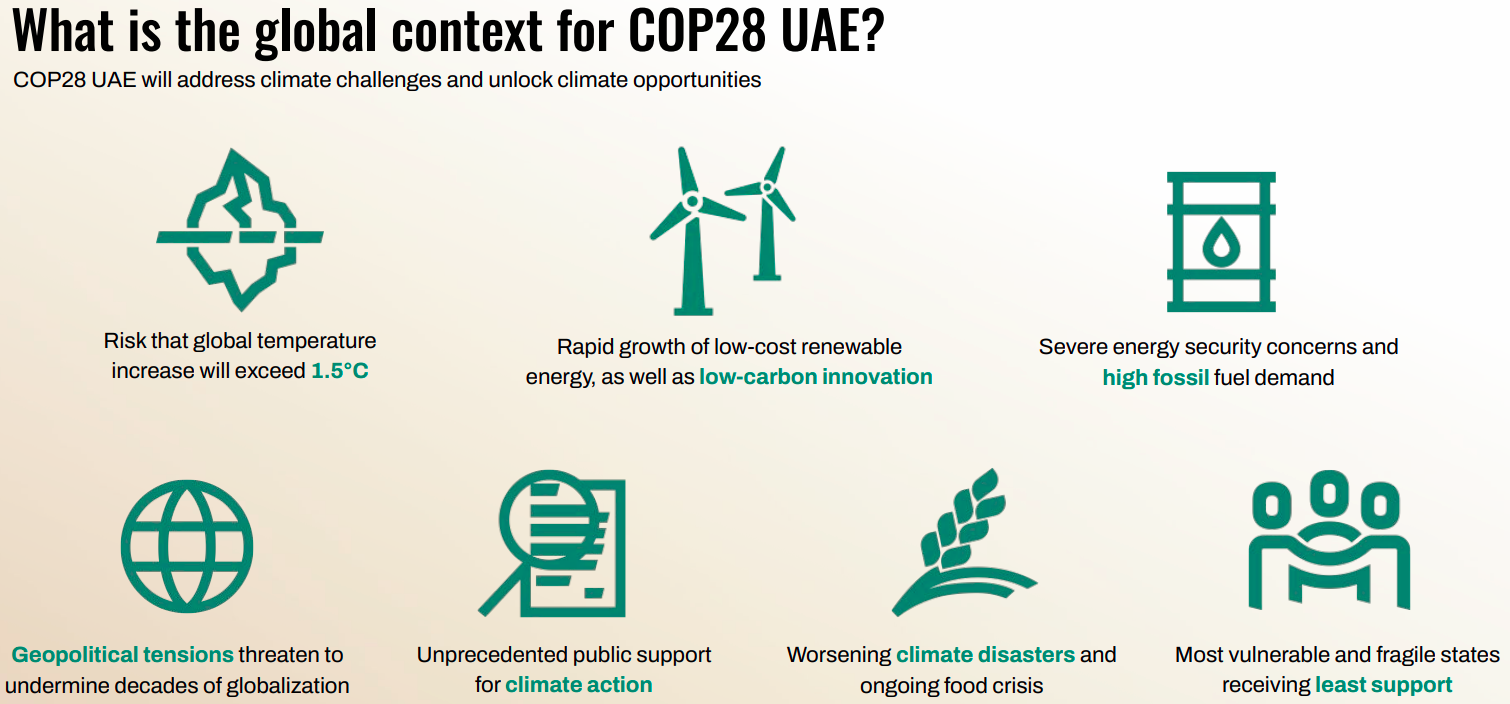 What is the global context for COP28 UAE?
COP28 UAE will address climate challenges and unlock climate opportunities
Risk that global temperature
increase will exceed 1.5°C
Rapid growth of low-cost renewable
energy, as well as low-carbon innovation
Severe energy security concerns and
high fossil fuel demand
Geopolitical tensions threaten to
undermine decades of globalization
Unprecedented public support
for climate action
Worsening climate disasters and
ongoing food crisis
Most vulnerable and fragile states
receiving least support